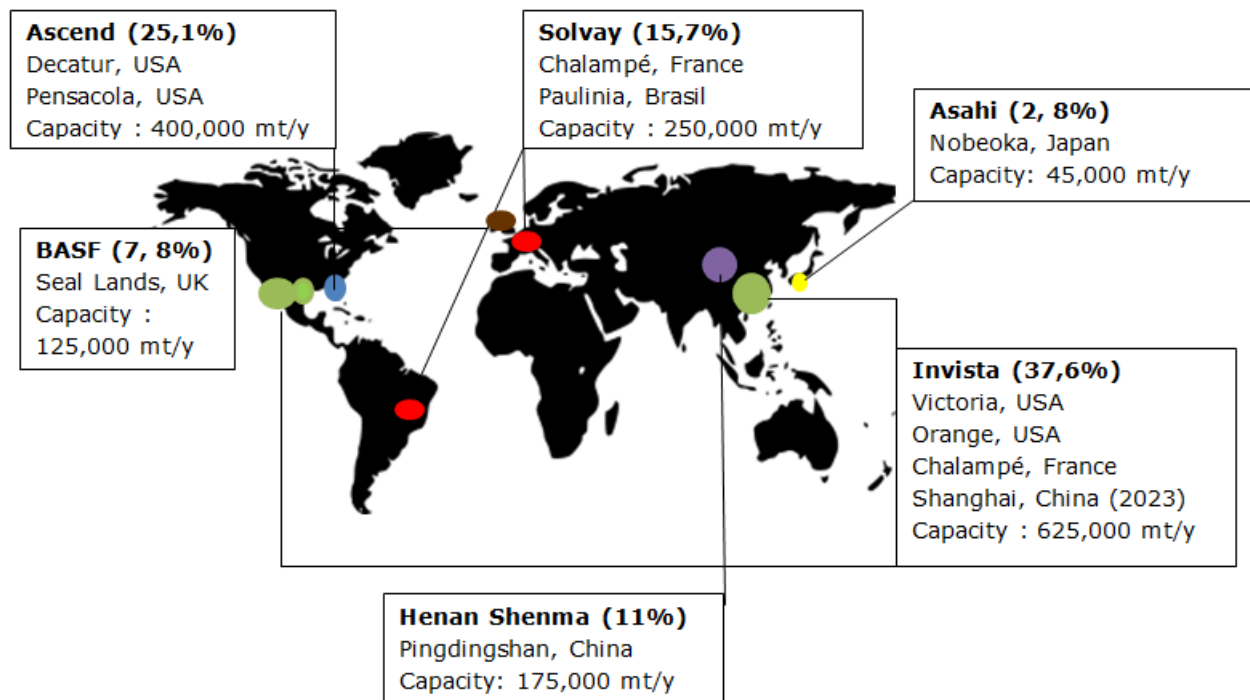 Ascend (25,1%)
Decatur, USA
Pensacola, USA
Capacity : 400,000 mt/y
Solvay (15,7%)
Chalampé, France
Paulinia, Brasil
Capacity : 250,000 mt/y
Asahi (2, 8%)
Nobeoka, Japan
Capacity: 45,000 mt/y
BASF (7, 8%)
Seal Lands, UK
Capacity :
125,000 mt/y
Invista (37,6%)
Victoria, USA
Orange, USA
Chalampé, France
Shanghai, China (2023)
Capacity : 625,000 mt/y
Henan Shenma (11%)
Pingdingshan, China
Capacity: 175,000 mt/y